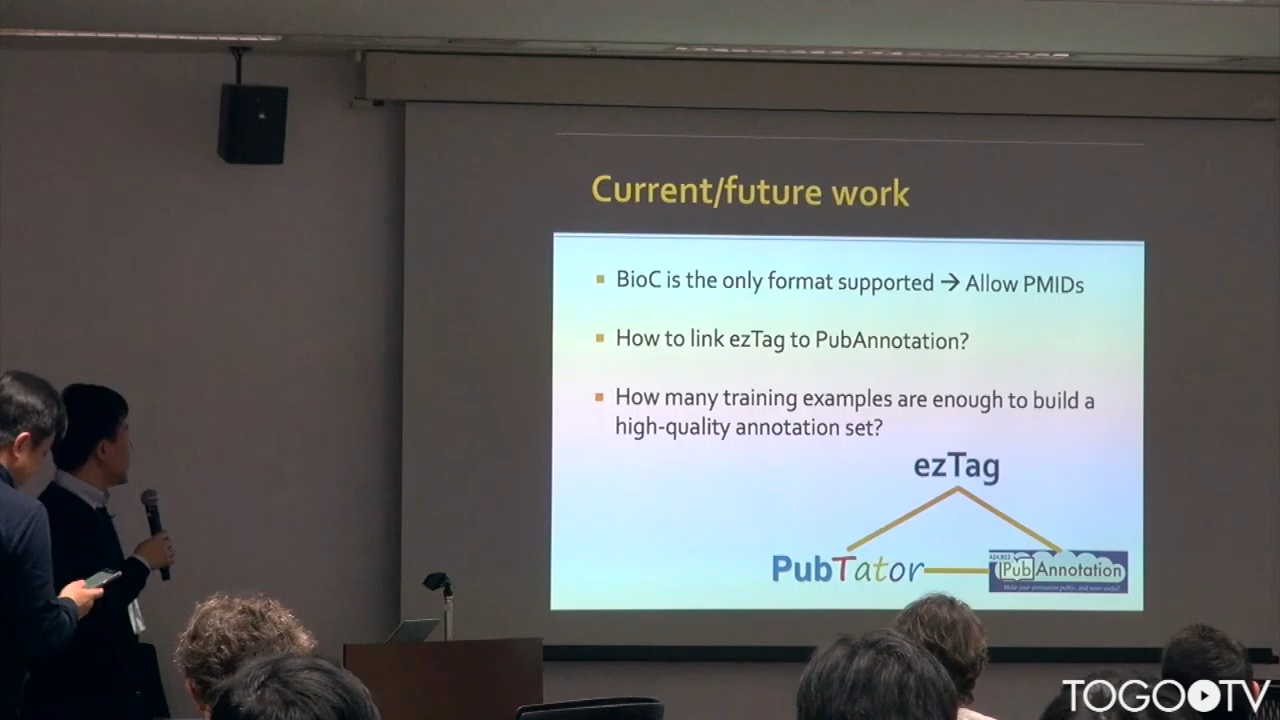 Current/future work
BioC is the only format supported → Allow PMIDs
How to link ezTag to PubAnnotation?
How many training examples are enough to build a
high-quality annotation set?
ezTag
PubTator
PubAnnotation
TOGOTV